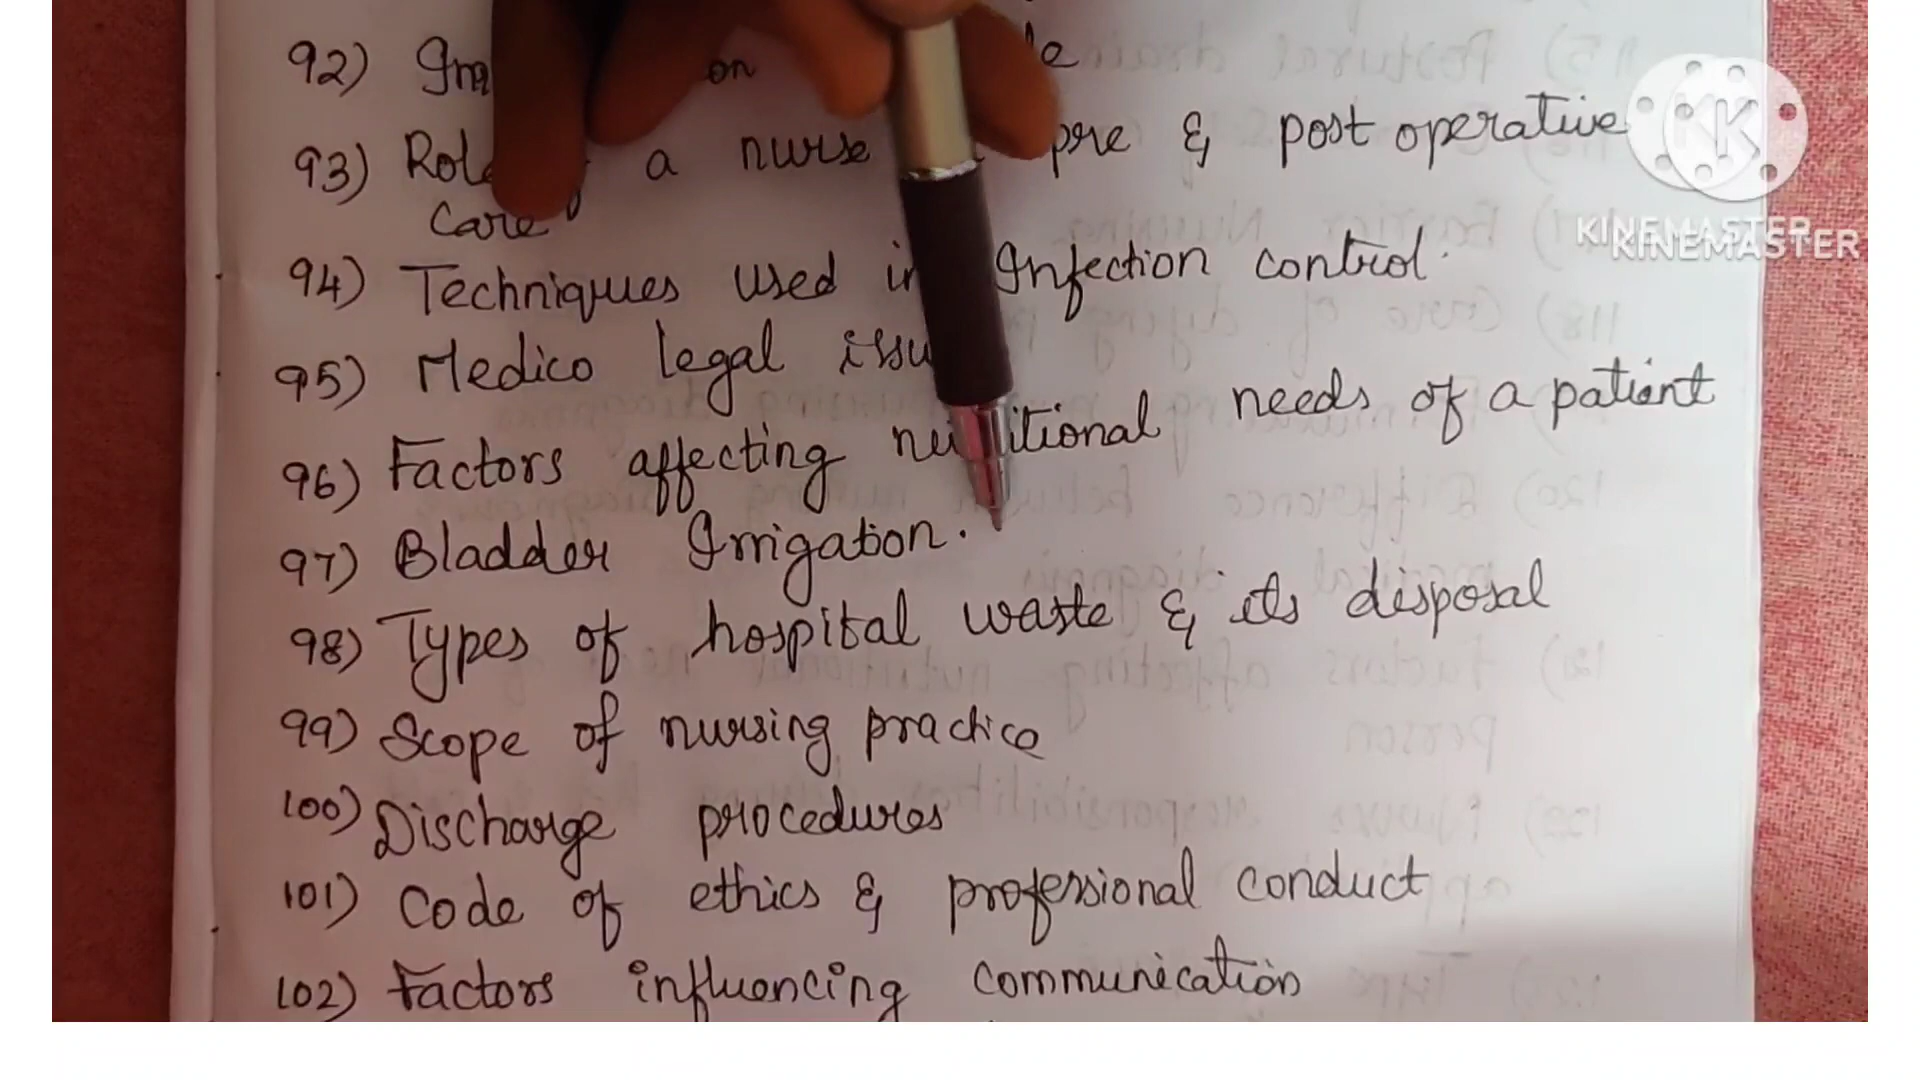 92)
93) a nurse pre & post operative
Care
94) Techniques used in Infection control.
95) Medico legal
96) Factors affecting needs of a patient
97) Bladder Irrigation.
98) Types of hospital waste & its disposal
99) Scope of nursing practice
100) Discharge procedures
101) Code of ethics & professional conduct
102) Factors influencing communication
KINEMASTER
KINEMASTER